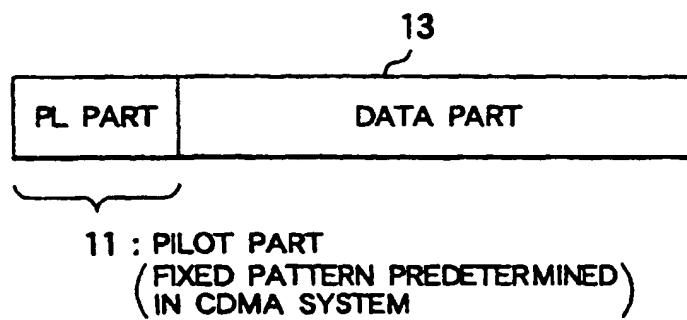 13
PL PART DATA PART
11 : PILOT PART
(FIXED PATTERN PREDETERMINED
IN CDMA SYSTEM)